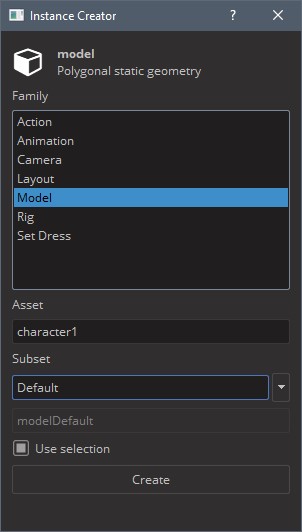 Instance Creator
?
model
Polygonal static geometry
Family
Action
Animation
Camera
Layout
Model
Rig
Set Dress
Asset
character1
Subset
Default
modelDefault
Use selection
Create